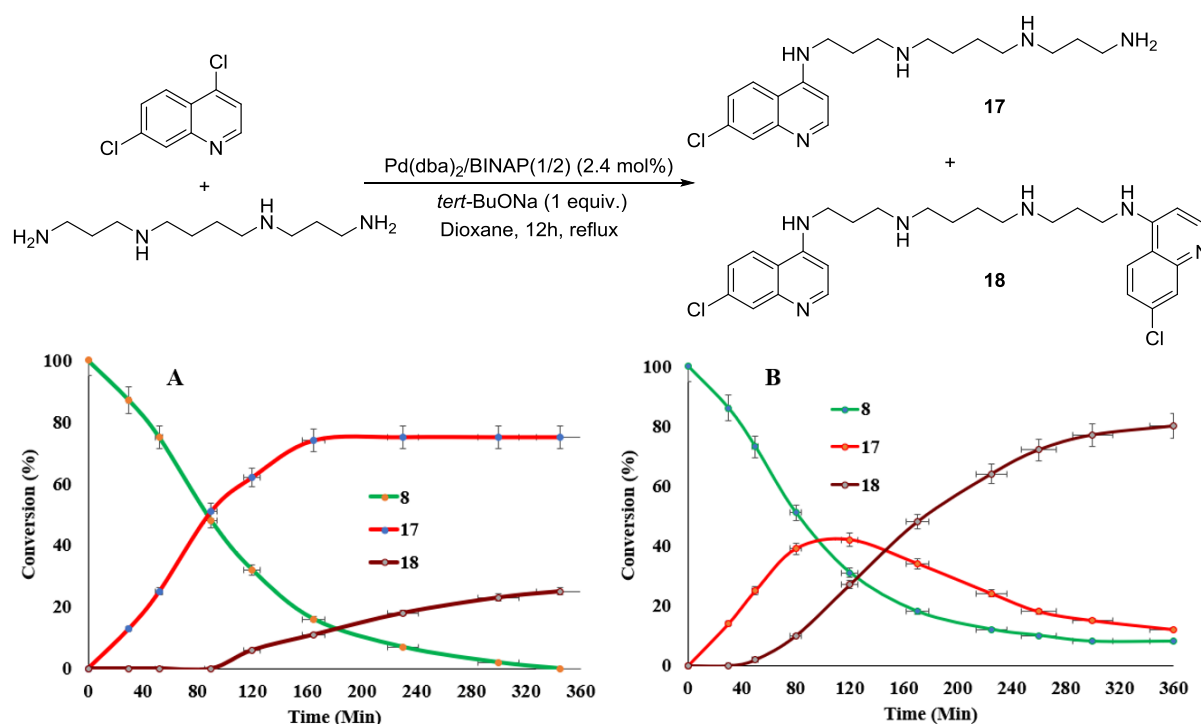 Cl
Cl
N
+
H₂N
N
H
H
N
NH₂
Pd(dba)₂/BINAP(1/2) (2.4 mol%)
tert-BuONa (1 equiv.)
Dioxane, 12h, reflux
HN
N
H
H
N
NH₂
Cl
N
17
+
HN
N
H
H
N
H
N
Cl
N
N
Cl
18
A
Conversion (%)
100
80
60
40
20
0
8
17
18
0 40 80 120 160 200 240 280 320 360
Time (Min)
B
Conversion (%)
100
80
60
40
20
0
8
17
18
0 40 80 120 160 200 240 280 320 360
Time (Min)